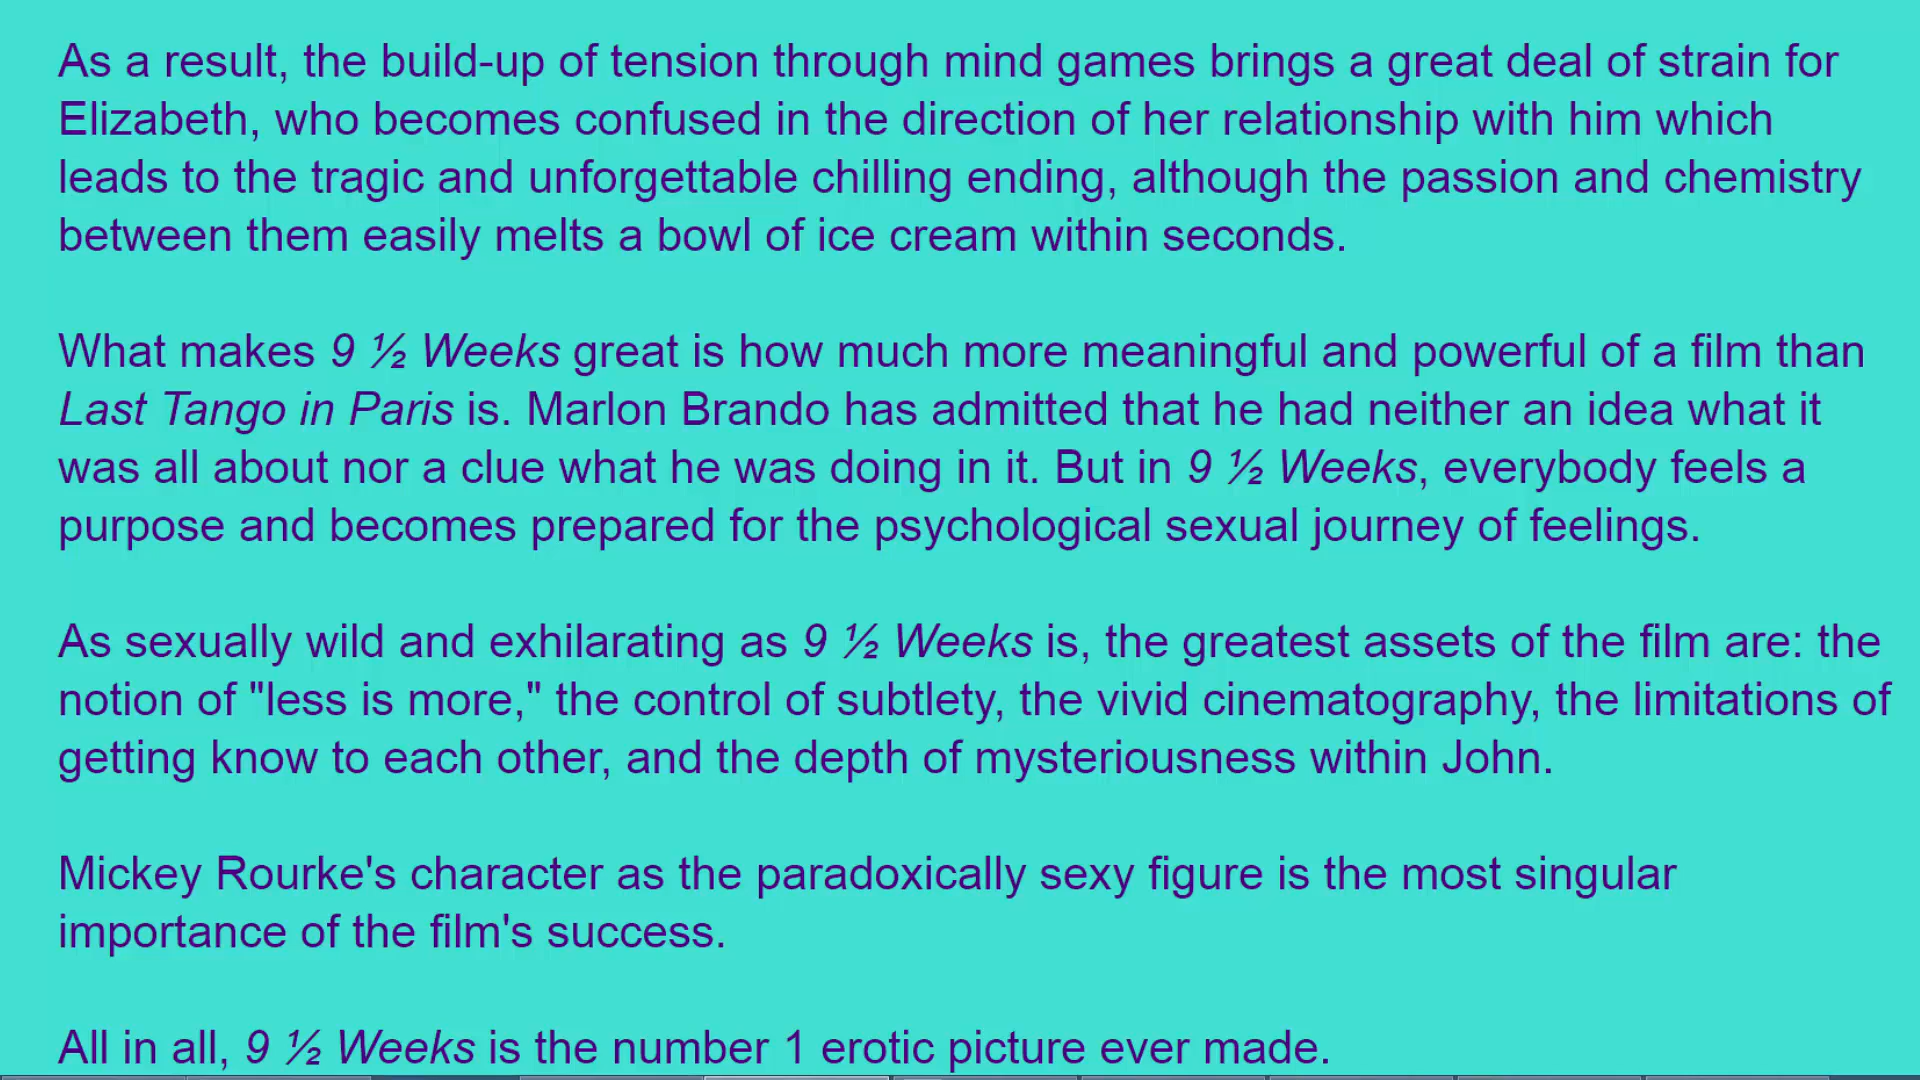 As a result, the build-up of tension through mind games brings a great deal of strain for
Elizabeth, who becomes confused in the direction of her relationship with him which
leads to the tragic and unforgettable chilling ending, although the passion and chemistry
between them easily melts a bowl of ice cream within seconds.
What makes 9 ½ Weeks great is how much more meaningful and powerful of a film than
Last Tango in Paris is. Marlon Brando has admitted that he had neither an idea what it
was all about nor a clue what he was doing in it. But in 9 ½ Weeks, everybody feels a
purpose and becomes prepared for the psychological sexual journey of feelings.
As sexually wild and exhilarating as 9 ½ Weeks is, the greatest assets of the film are: the
notion of "less is more," the control of subtlety, the vivid cinematography, the limitations of
getting know to each other, and the depth of mysteriousness within John.
Mickey Rourke's character as the paradoxically sexy figure is the most singular
importance of the film's success.
All in all, 9 ½ Weeks is the number 1 erotic picture ever made.